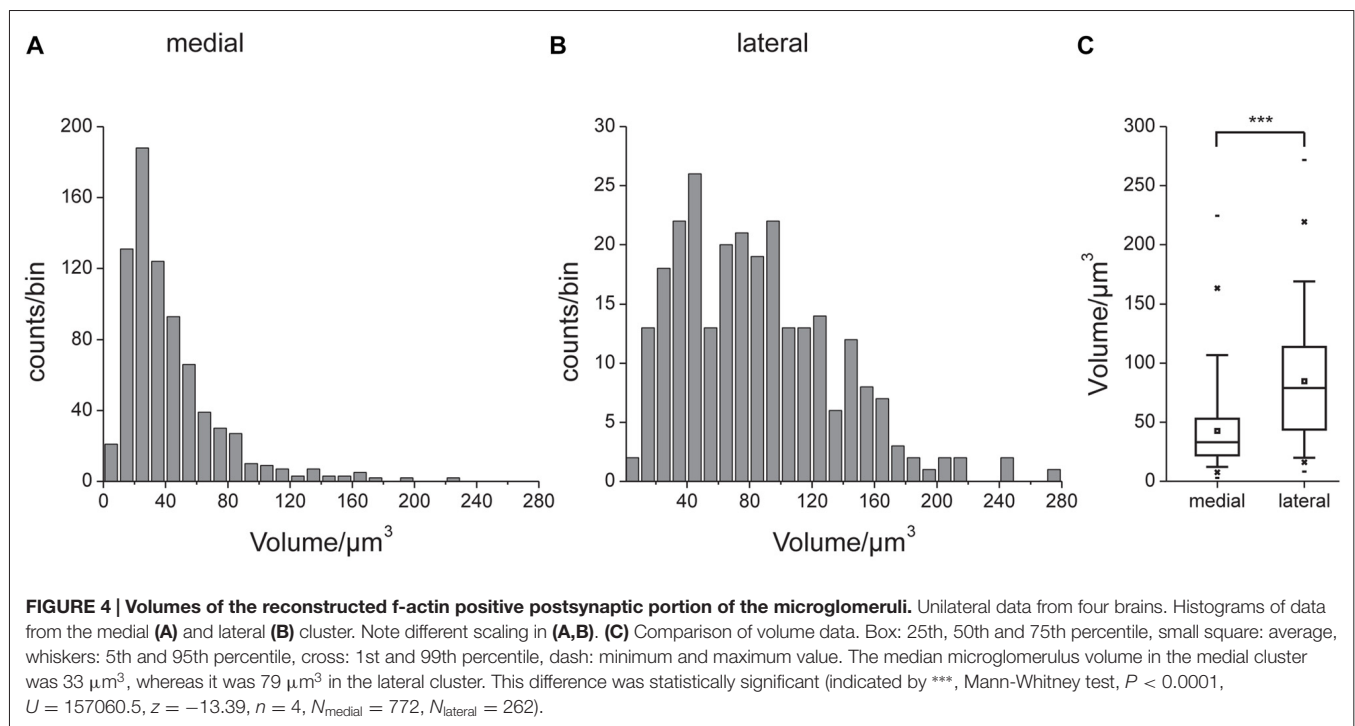 A medial
B lateral
C
200
160
120
80
40
0
counts/bin
0 40 80 120 160 200 240 280
Volume/µm³
30
25
20
15
10
5
0
counts/bin
40 80 120 160 200 240 280
Volume/µm³
300
250
200
150
100
50
0
Volume/µm³
***
medial lateral
FIGURE 4 | Volumes of the reconstructed f-actin positive postsynaptic portion of the microglomeruli. Unilateral data from four brains. Histograms of data
from the medial (A) and lateral (B) cluster. Note different scaling in (A,B). (C) Comparison of volume data. Box: 25th, 50th and 75th percentile, small square: average,
whiskers: 5th and 95th percentile, cross: 1st and 99th percentile, dash: minimum and maximum value. The median microglomerulus volume in the medial cluster
was 33 µm³, whereas it was 79 µm³ in the lateral cluster. This difference was statistically significant (indicated by ***, Mann-Whitney test, P < 0.0001,
U = 157060.5, z = −13.39, n = 4, Nmedial = 772, Nlateral = 262).